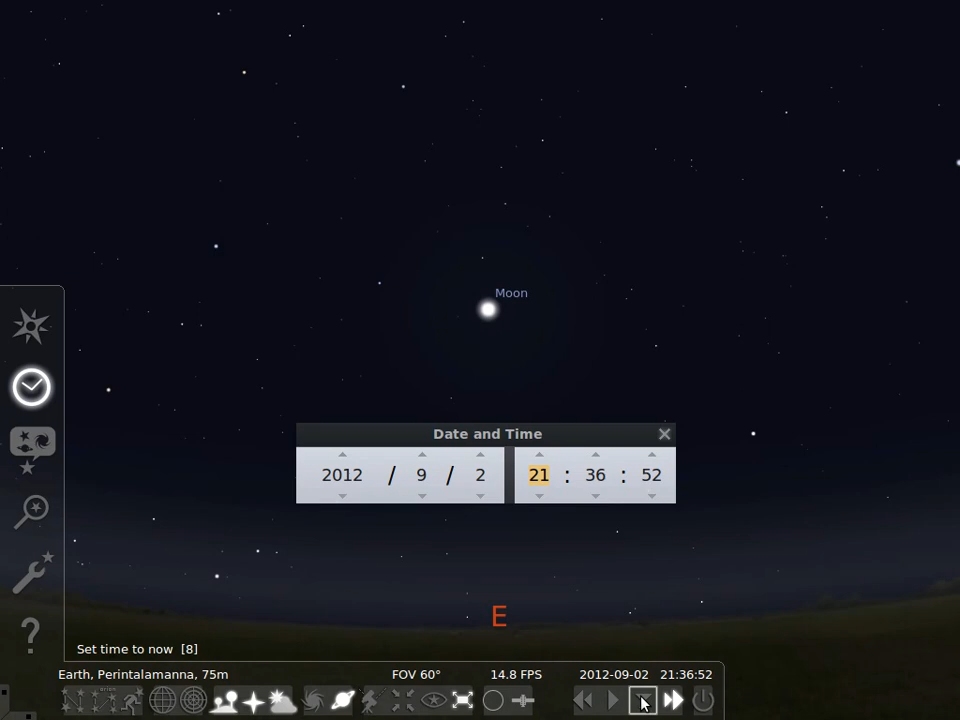 Moon
Date and Time
2012 / 9 / 2 21 : 36 : 52
E
Set time to now [8]
Earth, Perintalamanna, 75m FOV 60° 14.8 FPS 2012-09-02 21:36:52